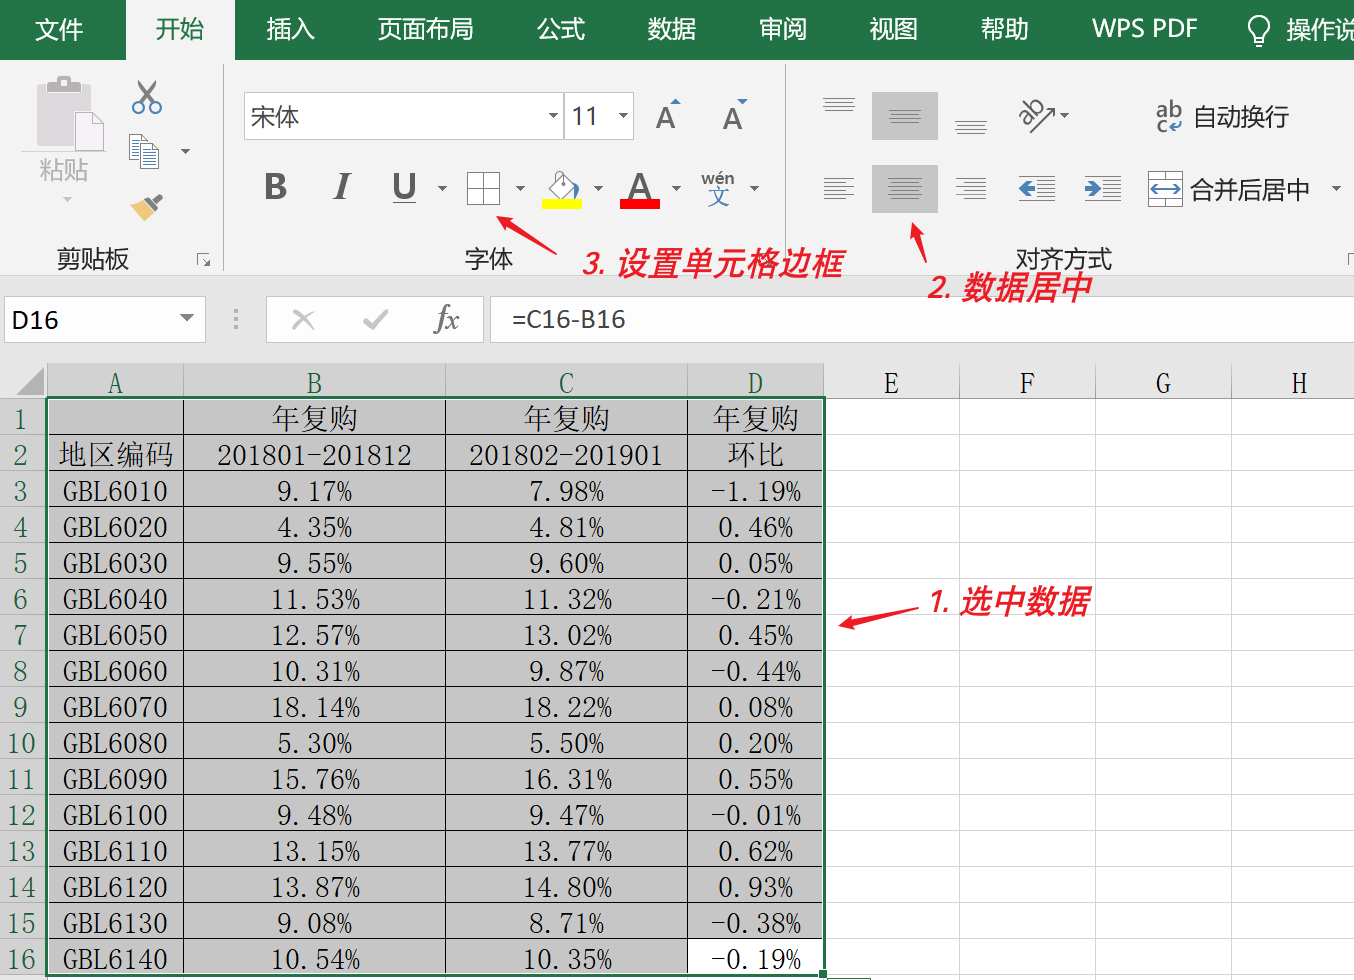 文件 开始 插入 页面布局 公式 数据 审阅 视图 帮助 WPS PDF 操作说
宋体 11 A A ab c 自动换行
粘贴 B I U A wén 文 合并后居中
剪贴板 字体 对齐方式
3. 设置单元格边框
2. 数据居中
D16 fx =C16-B16
A B C D E F G H
1 年复购 年复购 年复购
2 地区编码 201801-201812 201802-201901 环比
3 GBL6010 9.17% 7.98% -1.19%
4 GBL6020 4.35% 4.81% 0.46%
5 GBL6030 9.55% 9.60% 0.05%
6 GBL6040 11.53% 11.32% -0.21%
1. 选中数据
7 GBL6050 12.57% 13.02% 0.45%
8 GBL6060 10.31% 9.87% -0.44%
9 GBL6070 18.14% 18.22% 0.08%
10 GBL6080 5.30% 5.50% 0.20%
11 GBL6090 15.76% 16.31% 0.55%
12 GBL6100 9.48% 9.47% -0.01%
13 GBL6110 13.15% 13.77% 0.62%
14 GBL6120 13.87% 14.80% 0.93%
15 GBL6130 9.08% 8.71% -0.38%
16 GBL6140 10.54% 10.35% -0.19%